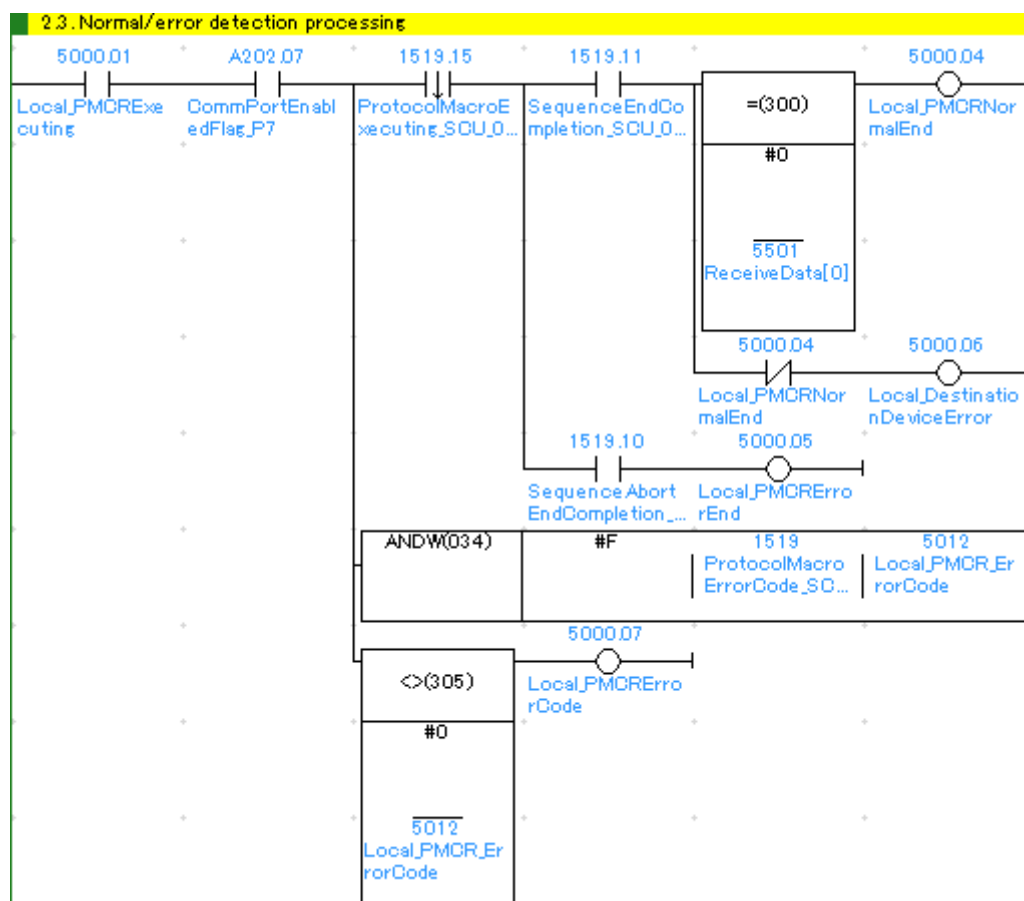 2.3. Normal/error detection processing
5000.01 A202.07 1519.15 1519.11 5000.04
Local_PMCRExe CommPortEnabl ProtocolMacroE SequenceEndCo =(300) Local_PMCRNor
cuting edFlag_P7 xecuting_SCU_0... mpletion_SCU_0... malEnd
#0
5501
ReceiveData[0]
5000.04 5000.06
Local_PMCRNor Local_Destinatio
malEnd nDeviceError
1519.10 5000.05
SequenceAbort Local_PMCRErro
EndCompletion_... rEnd
ANDW(034) #F 1519 5012
ProtocolMacro Local_PMCR_Er
ErrorCode_SC... rorCode
5000.07
<>(305) Local_PMCRErro
rCode
#0
5012
Local_PMCR_Er
rorCode